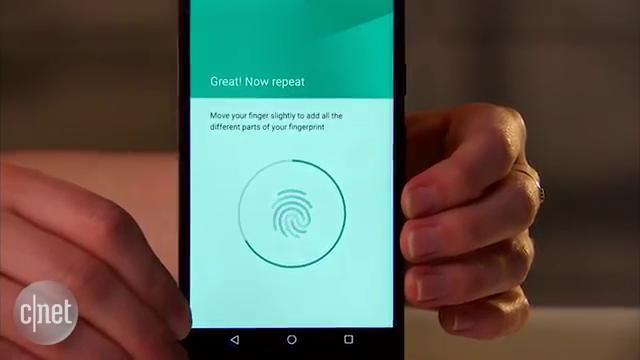 Great! Now repeat
Move your finger slightly to add all the
different parts of your fingerprint
c|net